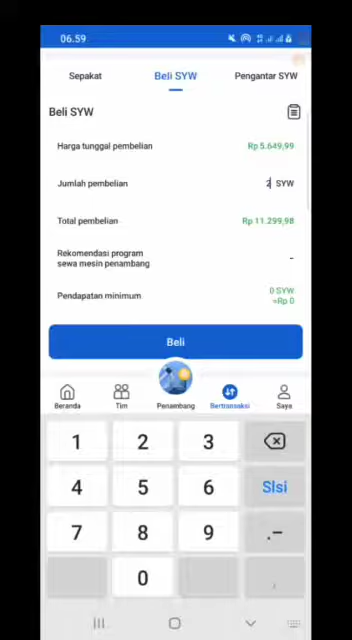 06.59
Sepakat Beli SYW Pengantar SYW
Beli SYW
Harga tunggal pembelian Rp 5.649,99
Jumlah pembelian 2 SYW
Total pembelian Rp 11.299,98
Rekomendasi program
sewa mesin penambang -
Pendapatan minimum 0 SYW
≈Rp 0
Beli
Beranda Tim Penambang Bertransaksi Saya
1 2 3
4 5 6 Slsi
7 8 9 .-
0 ,